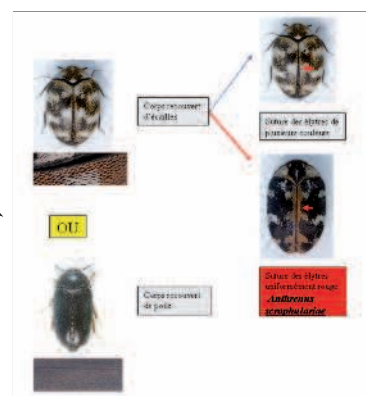 Corps recouvert
d'écailles
Suture des élytres de
plusieurs couleurs
OU
Suture des élytres
uniformément rouge
Anthrenus
scrophulariae
Corps recouvert
de poils